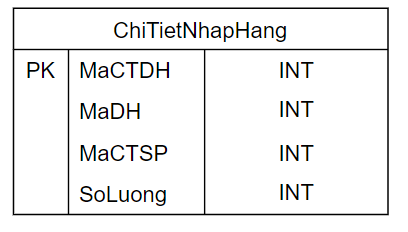 ChiTietNhapHang
PK MaCTDH INT
MaDH INT
MaCTSP INT
SoLuong INT